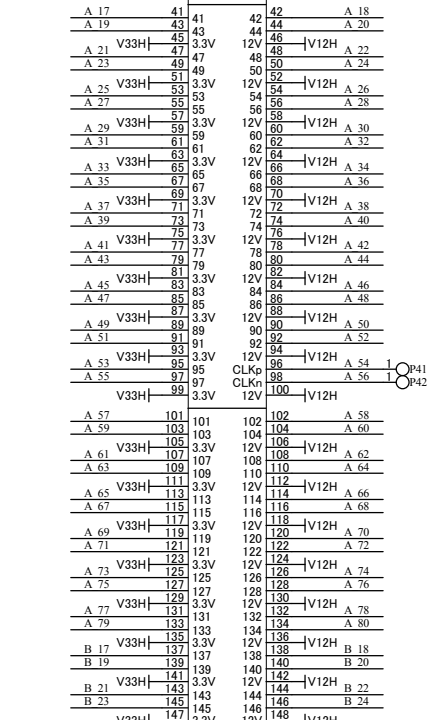 A 17 41 41 42 42 A 18
A 19 43 43 44 44 A 20
V33H 45 3.3V 12V 46 V12H
A 21 47 47 48 48 A 22
A 23 49 49 50 50 A 24
V33H 51 3.3V 12V 52 V12H
A 25 53 53 54 54 A 26
A 27 55 55 56 56 A 28
V33H 57 3.3V 12V 58 V12H
A 29 59 59 60 60 A 30
A 31 61 61 62 62 A 32
V33H 63 3.3V 12V 64 V12H
A 33 65 65 66 66 A 34
A 35 67 67 68 68 A 36
V33H 69 3.3V 12V 70 V12H
A 37 71 71 72 72 A 38
A 39 73 73 74 74 A 40
V33H 75 3.3V 12V 76 V12H
A 41 77 77 78 78 A 42
A 43 79 79 80 80 A 44
V33H 81 3.3V 12V 82 V12H
A 45 83 83 84 84 A 46
A 47 85 85 86 86 A 48
V33H 87 3.3V 12V 88 V12H
A 49 89 89 90 90 A 50
A 51 91 91 92 92 A 52
V33H 93 3.3V 12V 94 V12H
A 53 95 95 CLKp 96 A 54 1 P41
A 55 97 97 CLKn 98 A 56 1 P42
V33H 99 3.3V 12V 100 V12H
A 57 101 101 102 102 A 58
A 59 103 103 104 104 A 60
V33H 105 3.3V 12V 106 V12H
A 61 107 107 108 108 A 62
A 63 109 109 110 110 A 64
V33H 111 3.3V 12V 112 V12H
A 65 113 113 114 114 A 66
A 67 115 115 116 116 A 68
V33H 117 3.3V 12V 118 V12H
A 69 119 119 120 120 A 70
A 71 121 121 122 122 A 72
V33H 123 3.3V 12V 124 V12H
A 73 125 125 126 126 A 74
A 75 127 127 128 128 A 76
V33H 129 3.3V 12V 130 V12H
A 77 131 131 132 132 A 78
A 79 133 133 134 134 A 80
V33H 135 3.3V 12V 136 V12H
B 17 137 137 138 138 B 18
B 19 139 139 140 140 B 20
V33H 141 3.3V 12V 142 V12H
B 21 143 143 144 144 B 22
B 23 145 145 146 146 B 24
V33H 147 3.3V 12V 148 V12H